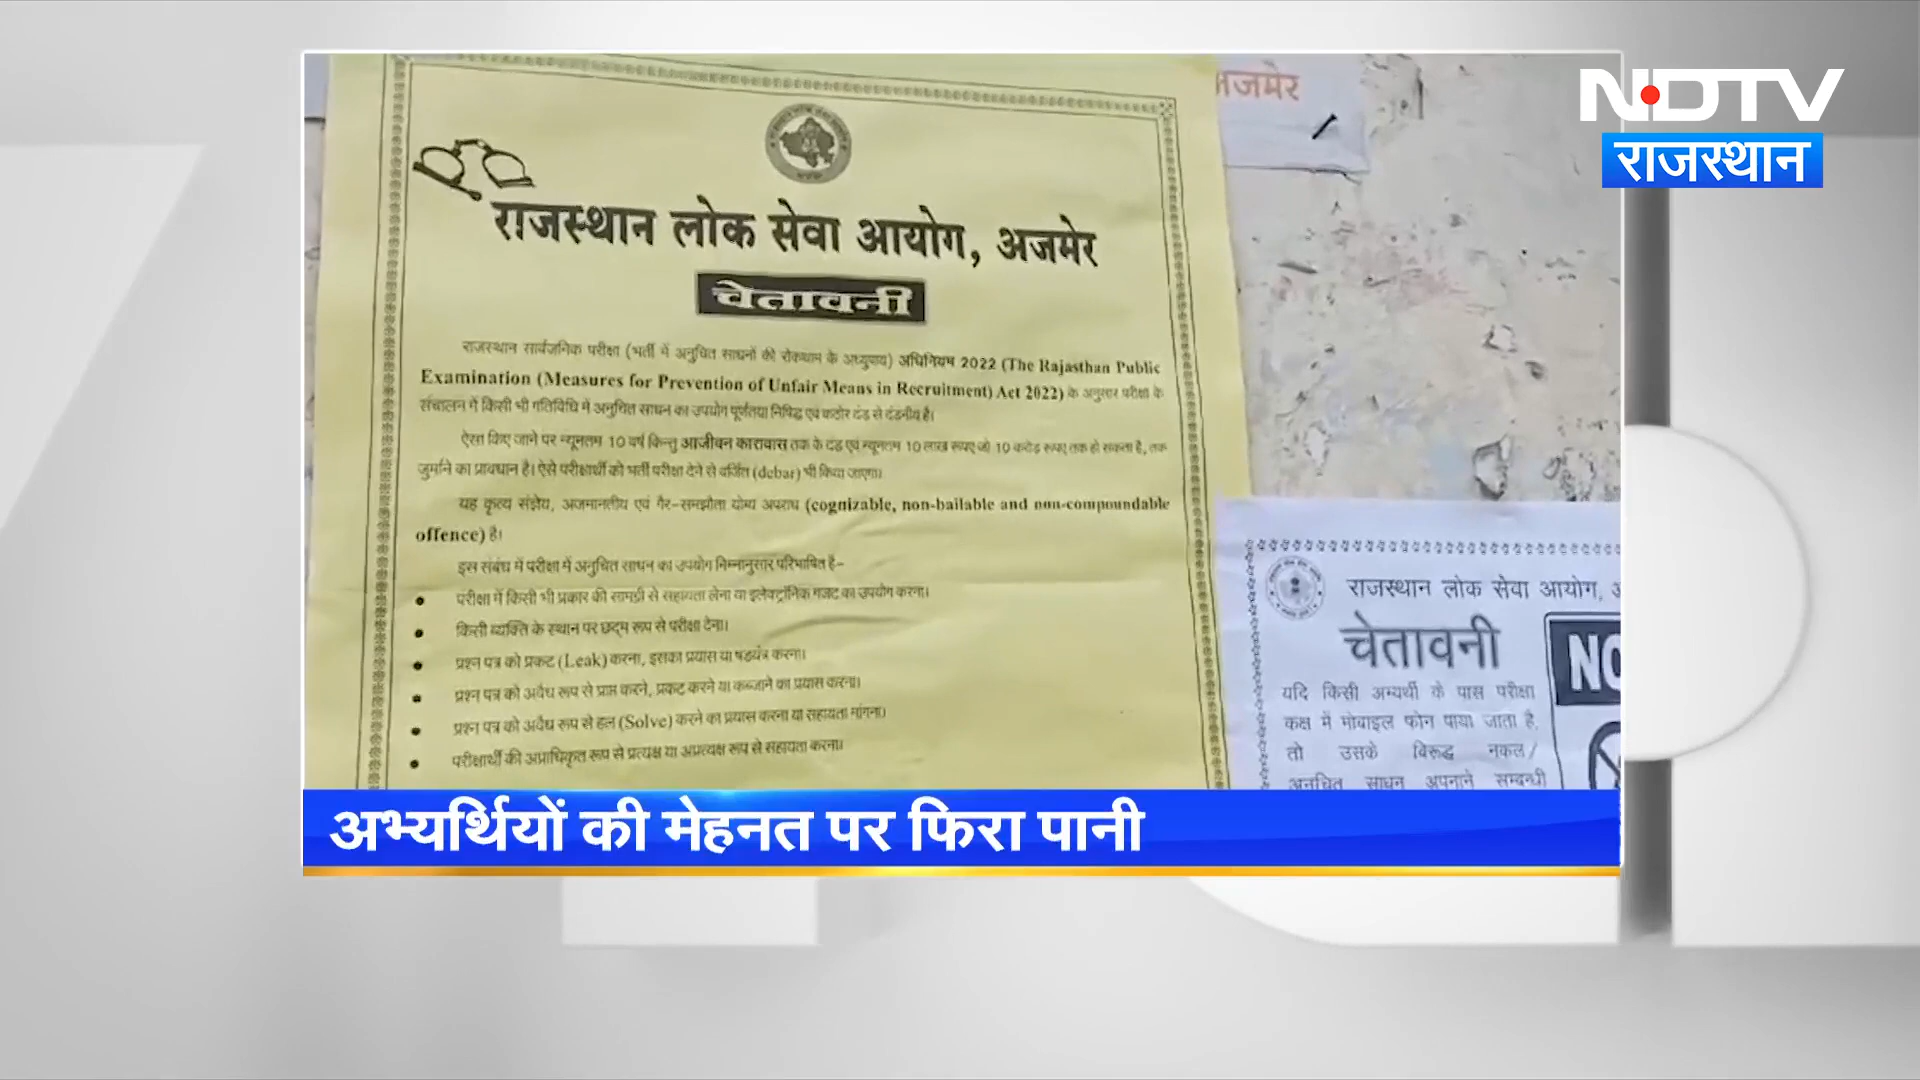 NDTV
राजस्थान
अजमेर
राजस्थान लोक सेवा आयोग, अजमेर
चेतावनी
राजस्थान सार्वजनिक परीक्षा (भर्ती में अनुचित साधनों की रोकथाम के अध्युपाय) अधिनियम 2022 (The Rajasthan Public
Examination (Measures for Prevention of Unfair Means in Recruitment) Act 2022) के अनुसार परीक्षा के
संचालन में किसी भी गतिविधि में अनुचित साधन का उपयोग पूर्णतया निषिद्ध एवं कठोर दंड से दंडनीय है।
ऐसा किए जाने पर न्यूनतम 10 वर्ष किन्तु आजीवन कारावास तक के दंड एवं न्यूनतम 10 लाख रूपए जो 10 करोड़ रूपए तक हो सकता है, तक
जुर्माने का प्रावधान है। ऐसे परीक्षार्थी को भर्ती परीक्षा देने से वर्जित (debar) भी किया जाएगा।
यह कृत्य संज्ञेय, अजमानतीय एवं गैर-समझौता योग्य अपराध (cognizable, non-bailable and non-compoundable
offence) है।
इस संबंध में परीक्षा में अनुचित साधन का उपयोग निम्नानुसार परिभाषित है-
• परीक्षा में किसी भी प्रकार की सामग्री से सहायता लेना या इलेक्ट्रॉनिक गजट का उपयोग करना।
• किसी व्यक्ति के स्थान पर छद्म रूप से परीक्षा देना।
• प्रश्न पत्र को प्रकट (Leak) करना, इसका प्रयास या षडयंत्र करना।
• प्रश्न पत्र को अवैध रूप से प्राप्त करने, प्रकट करने या कब्जाने का प्रयास करना।
• प्रश्न पत्र को अवैध रूप से हल (Solve) करने का प्रयास करना या सहायता मांगना।
• परीक्षार्थी की अप्राधिकृत रूप से प्रत्यक्ष या अप्रत्यक्ष रूप से सहायता करना।
राजस्थान लोक सेवा आयोग,
चेतावनी
NO
यदि किसी अभ्यर्थी के पास परीक्षा
कक्ष में मोबाइल फोन पाया जाता है,
तो उसके विरूद्ध नकल/
अनुचित साधन अपनाने सम्बन्धी
अभ्यर्थियों की मेहनत पर फिरा पानी